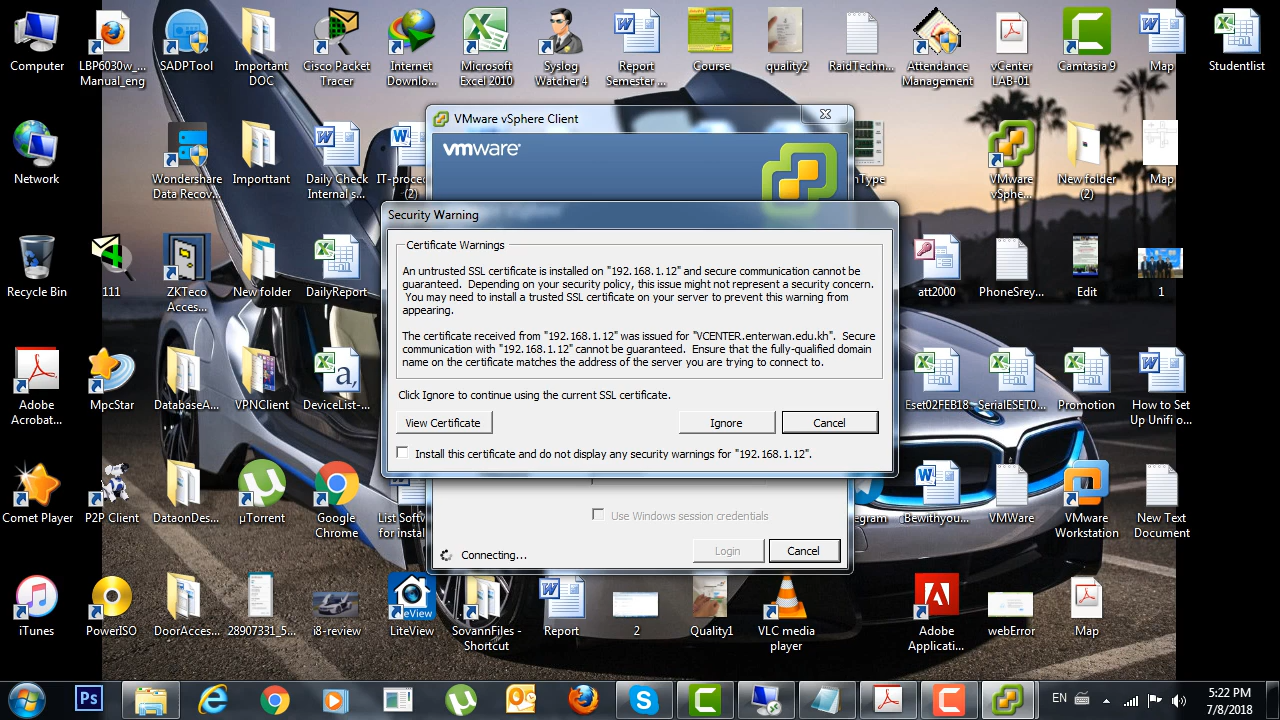 Computer
LBP6030w_...
Manual_eng
SADPTool
Important
DOC
Cisco Packet
Tracer
Internet
Downlo...
Microsoft
Excel 2010
Syslog
Watcher 4
Report
Semester ...
Course
quality2
RaidTechn...
Attendance
Management
vCenter
LAB-01
Camtasia 9
Map
Studentlist
VMware vSphere Client
vmware
Network
Wondershare
Data Recov...
Importtant
Daily Check
Internal s...
IT-proced
(2)
nType
VMware
vSphe...
New folder
(2)
Map
Security Warning
Certificate Warnings
An untrusted SSL certificate is installed on "192.168.1.12" and secure communication cannot be
guaranteed. Depending on your security policy, this issue might not represent a security concern.
You may need to install a trusted SSL certificate on your server to prevent this warning from
appearing.
The certificate received from "192.168.1.12" was issued for "VCENTER.enterwan.edu.kh". Secure
communication with "192.168.1.12" cannot be guaranteed. Ensure that the fully-qualified domain
name on the certificate matches the address of the server you are trying to connect to.
Click Ignore to continue using the current SSL certificate.
View Certificate
Ignore
Cancel
Install this certificate and do not display any security warnings for "192.168.1.12".
Recycle Bin
111
ZKTeco
Acces...
New folder
DailyReport
att2000
PhoneSrey...
Edit
1
Adobe
Acrobat...
MpcStar
DatabaseA...
VPNClient
DeviceList-...
Eset02FEB18
SerialESET0...
Promotion
How to Set
Up Unifi o...
Comet Player
P2P Client
DataonDes...
µTorrent
Google
Chrome
List Softw
for instal
Use Windows session credentials
egram
Bewithyou...
VMWare
VMware
Workstation
New Text
Document
Connecting...
Login
Cancel
iTunes
PowerISO
DoorAcces...
28907331_5...
i8-review
eView
LiteView
SovannFiles -
Shortcut
Report
2
Quality1
VLC media
player
Adobe
Applicati...
webError
Map
Ps
EN
5:22 PM
7/8/2018